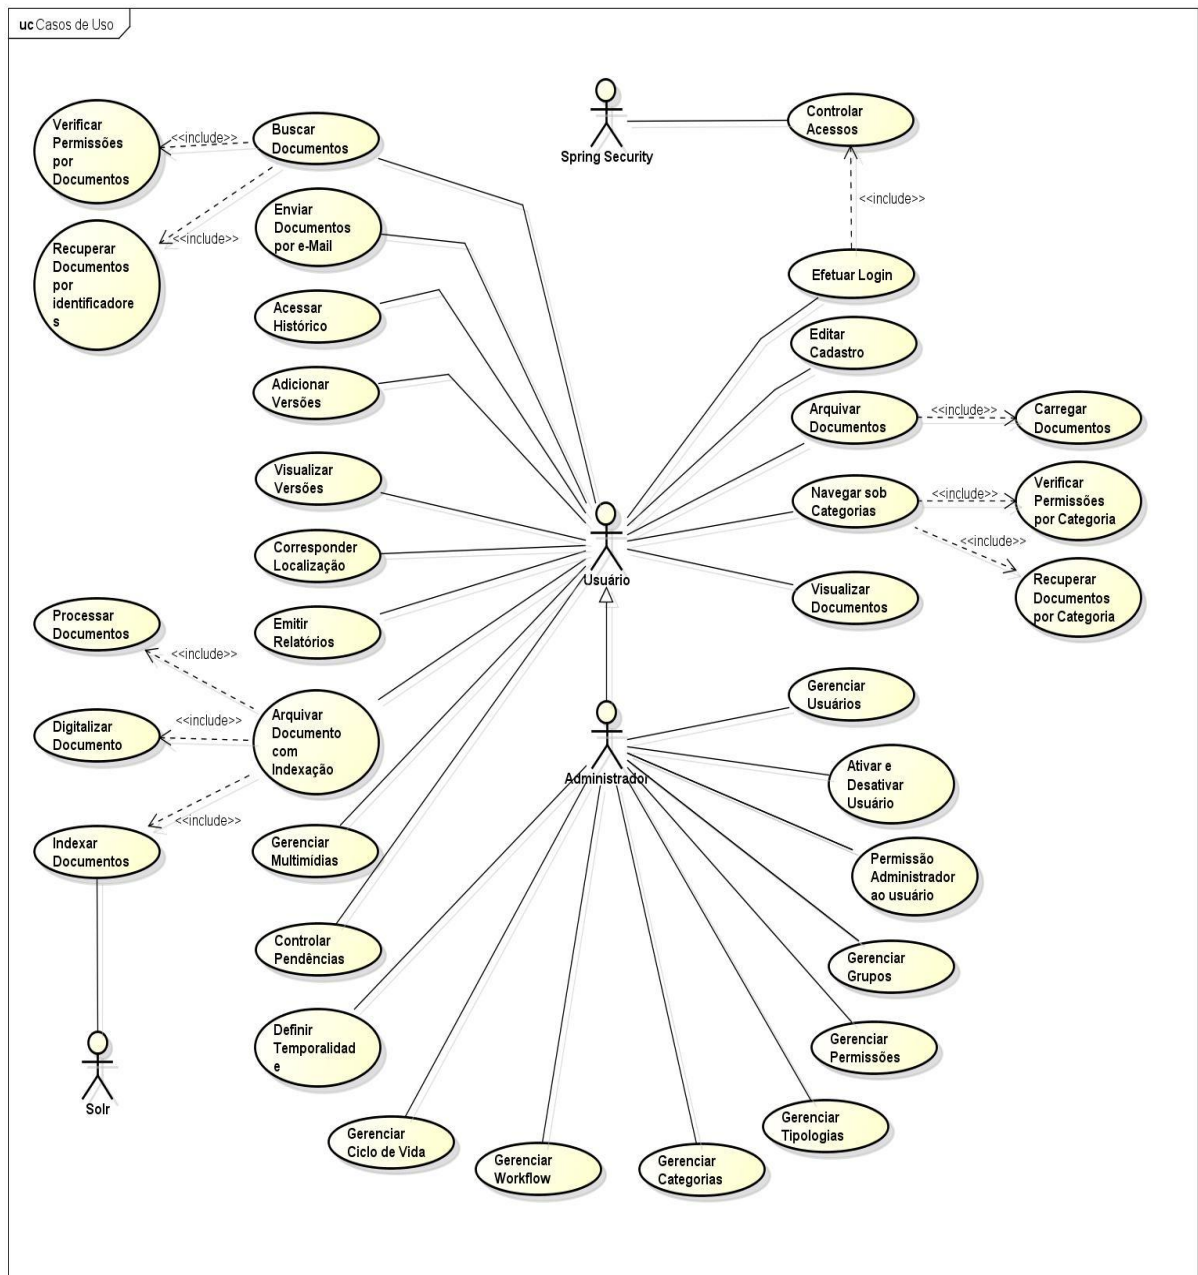 uc Casos de Uso
Verificar
Permissões
por
Documentos
<<include>>
Buscar
Documentos
Spring Security
Controlar
Acessos
<<include>>
Recuperar
Documentos
por
identificadore
s
<<include>>
Enviar
Documentos
por e-Mail
Efetuar Login
Acessar
Histórico
Editar
Cadastro
Adicionar
Versões
Arquivar
Documentos
<<include>>
Carregar
Documentos
Visualizar
Versões
Navegar sob
Categorias
<<include>>
Verificar
Permissões
por Categoria
<<include>>
Recuperar
Documentos
por Categoria
Corresponder
Localização
Usuário
Visualizar
Documentos
Processar
Documentos
<<include>>
Emitir
Relatórios
Digitalizar
Documento
<<include>>
Arquivar
Documento
com
Indexação
<<include>>
Indexar
Documentos
Gerenciar
Usuários
Administrador
Ativar e
Desativar
Usuário
Gerenciar
Multimídias
Permissão
Administrador
ao usuário
Controlar
Pendências
Gerenciar
Grupos
Definir
Temporalidad
e
Gerenciar
Permissões
Solr
Gerenciar
Ciclo de Vida
Gerenciar
Workflow
Gerenciar
Categorias
Gerenciar
Tipologias